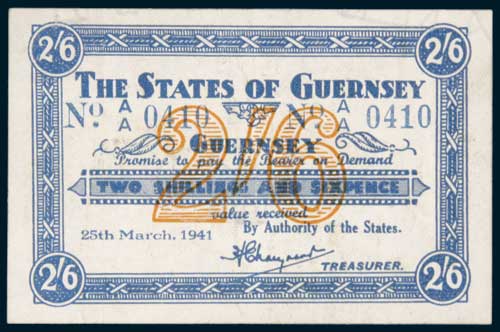 2/6 2/6
THE STATES OF GUERNSEY
No A/A 0410 No A/A 0410
2/6
GUERNSEY
Promise to pay the Bearer on Demand
TWO SHILLINGS AND SIXPENCE
value received
25th March, 1941 By Authority of the States.
TREASURER.
2/6 2/6